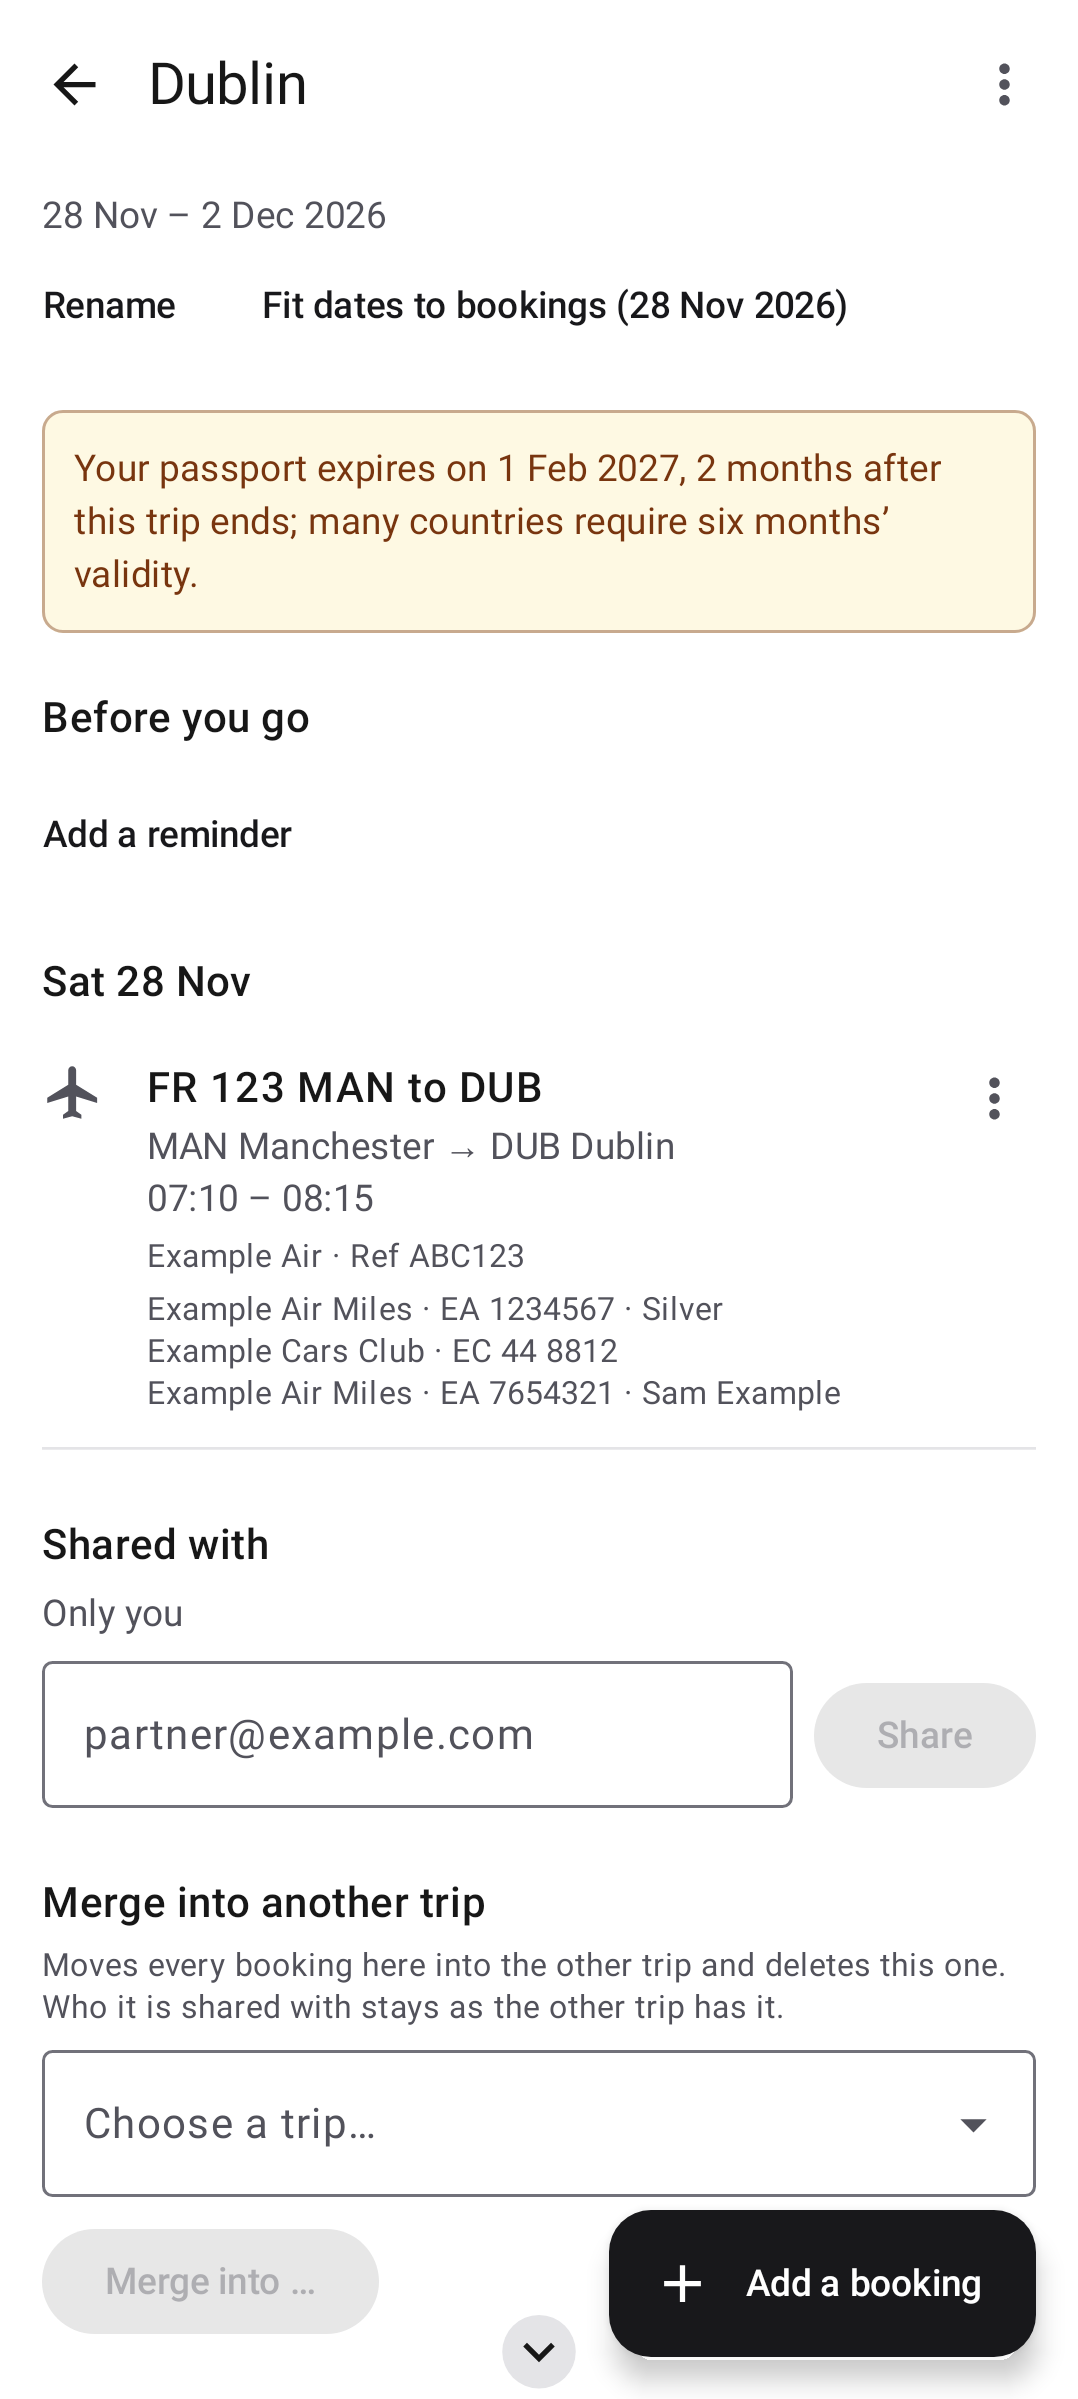 Dublin
28 Nov – 2 Dec 2026
Rename
Fit dates to bookings (28 Nov 2026)
Your passport expires on 1 Feb 2027, 2 months after
this trip ends; many countries require six months’
validity.
Before you go
Add a reminder
Sat 28 Nov
FR 123 MAN to DUB
MAN Manchester → DUB Dublin
07:10 – 08:15
Example Air · Ref ABC123
Example Air Miles · EA 1234567 · Silver
Example Cars Club · EC 44 8812
Example Air Miles · EA 7654321 · Sam Example
Shared with
Only you
partner@example.com
Share
Merge into another trip
Moves every booking here into the other trip and deletes this one.
Who it is shared with stays as the other trip has it.
Choose a trip…
Merge into …
Add a booking